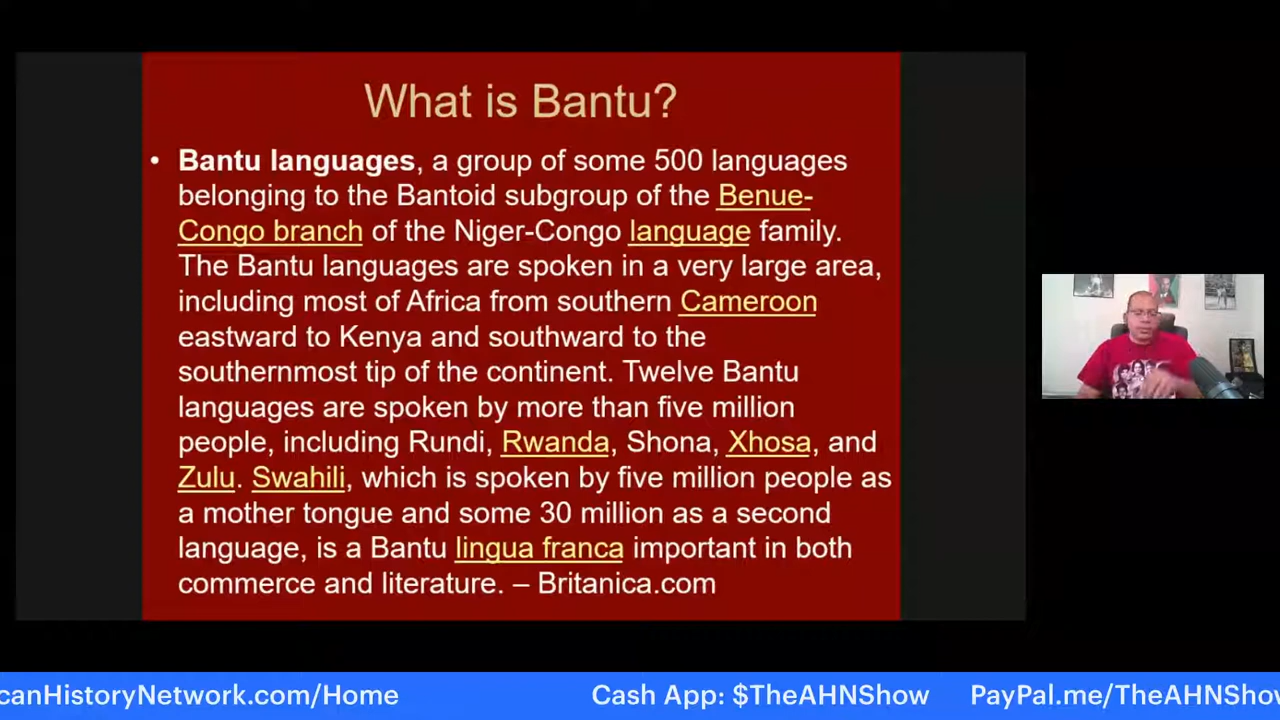 What is Bantu?
• Bantu languages, a group of some 500 languages
belonging to the Bantoid subgroup of the Benue-
Congo branch of the Niger-Congo language family.
The Bantu languages are spoken in a very large area,
including most of Africa from southern Cameroon
eastward to Kenya and southward to the
southernmost tip of the continent. Twelve Bantu
languages are spoken by more than five million
people, including Rundi, Rwanda, Shona, Xhosa, and
Zulu. Swahili, which is spoken by five million people as
a mother tongue and some 30 million as a second
language, is a Bantu lingua franca important in both
commerce and literature. – Britanica.com
canHistoryNetwork.com/Home Cash App: $TheAHNShow PayPal.me/TheAHNShow